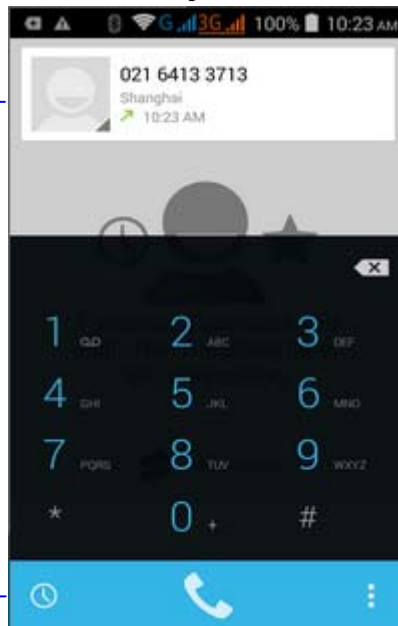 G 3G 100% 10:23 AM
021 6413 3713
Shanghai
10:23 AM
1 2 ABC 3 DEF
4 GHI 5 JKL 6 MNO
7 PQRS 8 TUV 9 WXYZ
* 0 + #